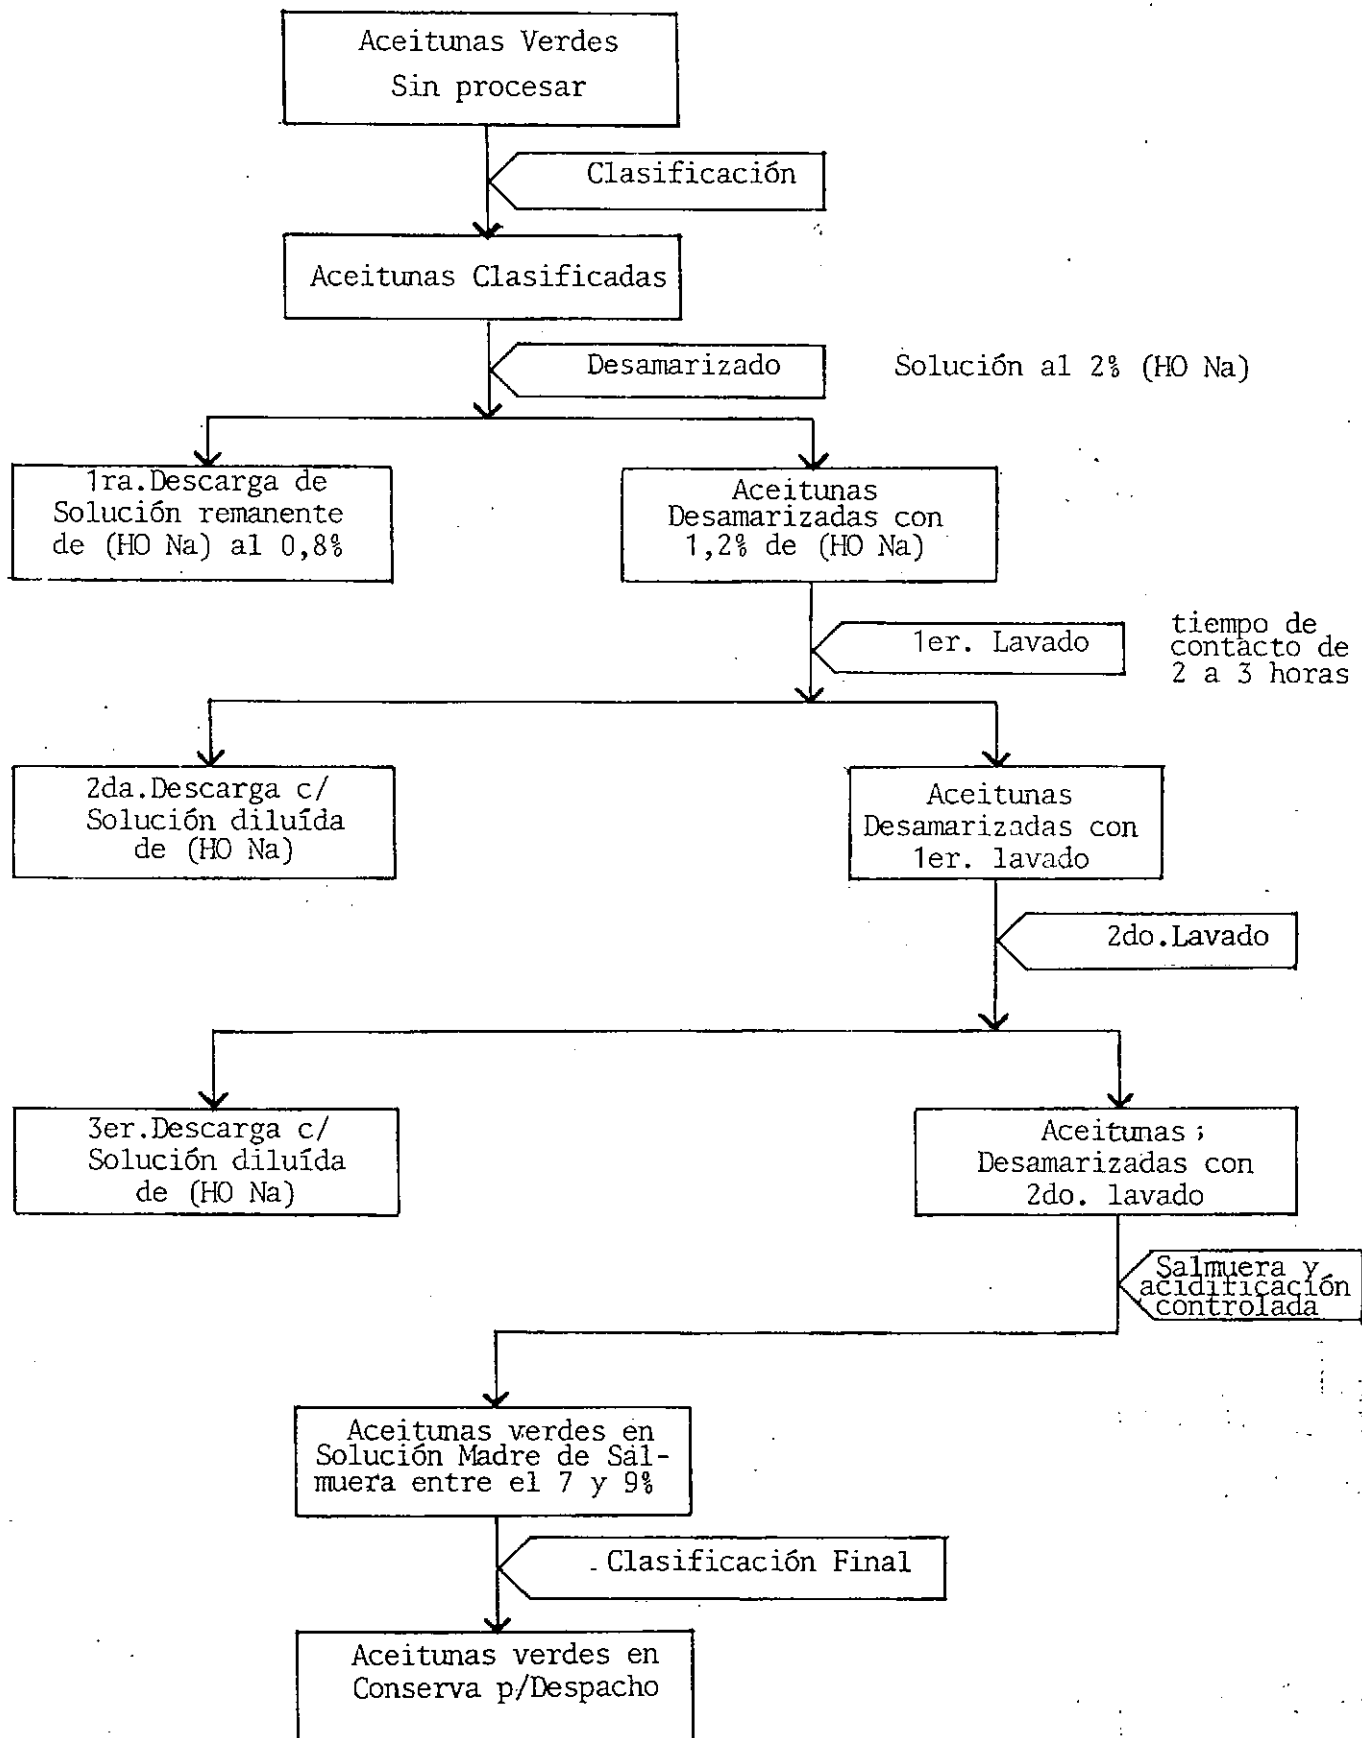 Aceitunas Verdes
Sin procesar
Clasificación
Aceitunas Clasificadas
Desamarizado
Solución al 2% (HO Na)
1ra.Descarga de
Solución remanente
de (HO Na) al 0,8%
Aceitunas
Desamarizadas con
1,2% de (HO Na)
1er. Lavado
tiempo de
contacto de
2 a 3 horas
2da.Descarga c/
Solución diluída
de (HO Na)
Aceitunas
Desamarizadas con
1er. lavado
2do.Lavado
3er.Descarga c/
Solución diluída
de (HO Na)
Aceitunas
Desamarizadas con
2do. lavado
Salmuera y
acidificación
controlada
Aceitunas verdes en
Solución Madre de Sal-
muera entre el 7 y 9%
Clasificación Final
Aceitunas verdes en
Conserva p/Despacho